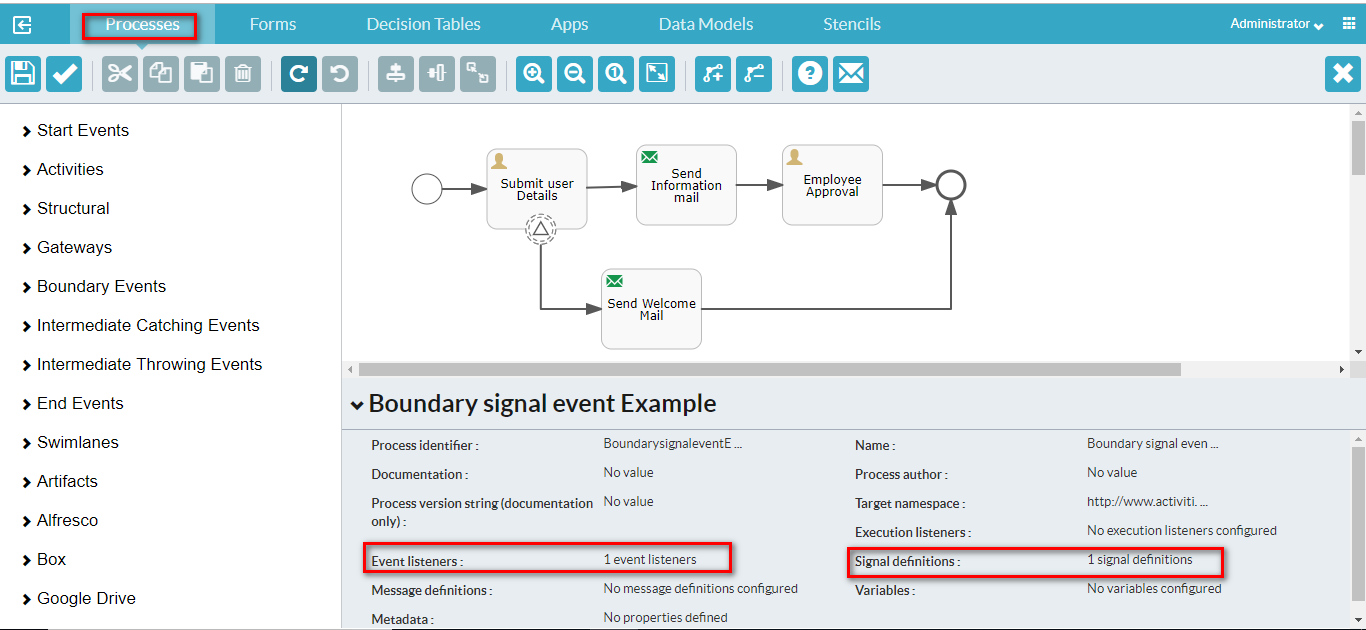 Processes Forms Decision Tables Apps Data Models Stencils Administrator
1
?
Start Events
Activities
Structural
Gateways
Boundary Events
Intermediate Catching Events
Intermediate Throwing Events
End Events
Swimlanes
Artifacts
Alfresco
Box
Google Drive
Submit user
Details
Send
Information
mail
Employee
Approval
Send Welcome
Mail
Boundary signal event Example
Process identifier : BoundarysignaleventE ... Name : Boundary signal even ...
Documentation : No value Process author : No value
Process version string (documentation No value Target namespace : http://www.activiti. ...
only) :
Execution listeners : No execution listeners configured
Event listeners : 1 event listeners Signal definitions : 1 signal definitions
Message definitions : No message definitions configured Variables : No variables configured
Metadata : No properties defined